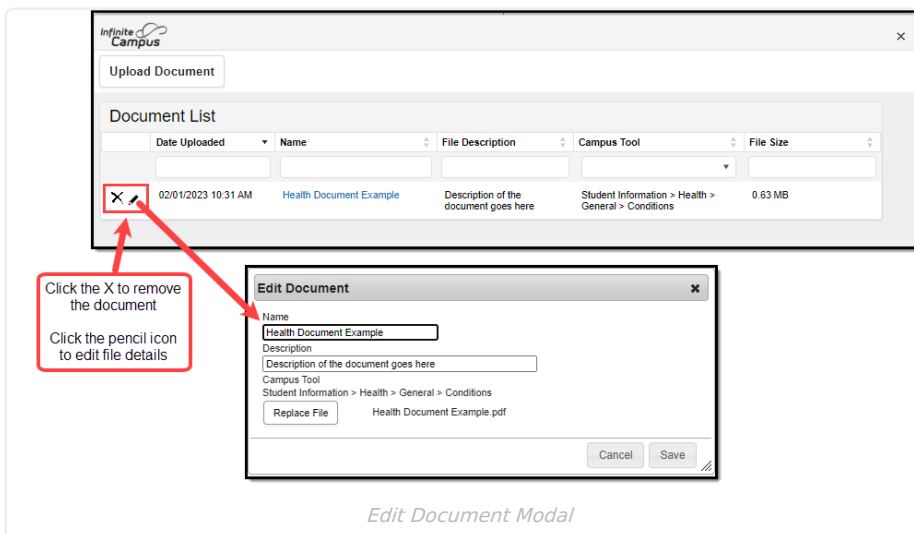 Infinite
Campus
×
Upload Document
Document List
Date Uploaded Name File Description Campus Tool File Size
02/01/2023 10:31 AM Health Document Example Description of the Student Information > Health > 0.63 MB
document goes here General > Conditions
Click the X to remove
the document
Click the pencil icon
to edit file details
Edit Document
Name
Health Document Example
Description
Description of the document goes here
Campus Tool
Student Information > Health > General > Conditions
Replace File Health Document Example.pdf
Cancel Save
Edit Document Modal